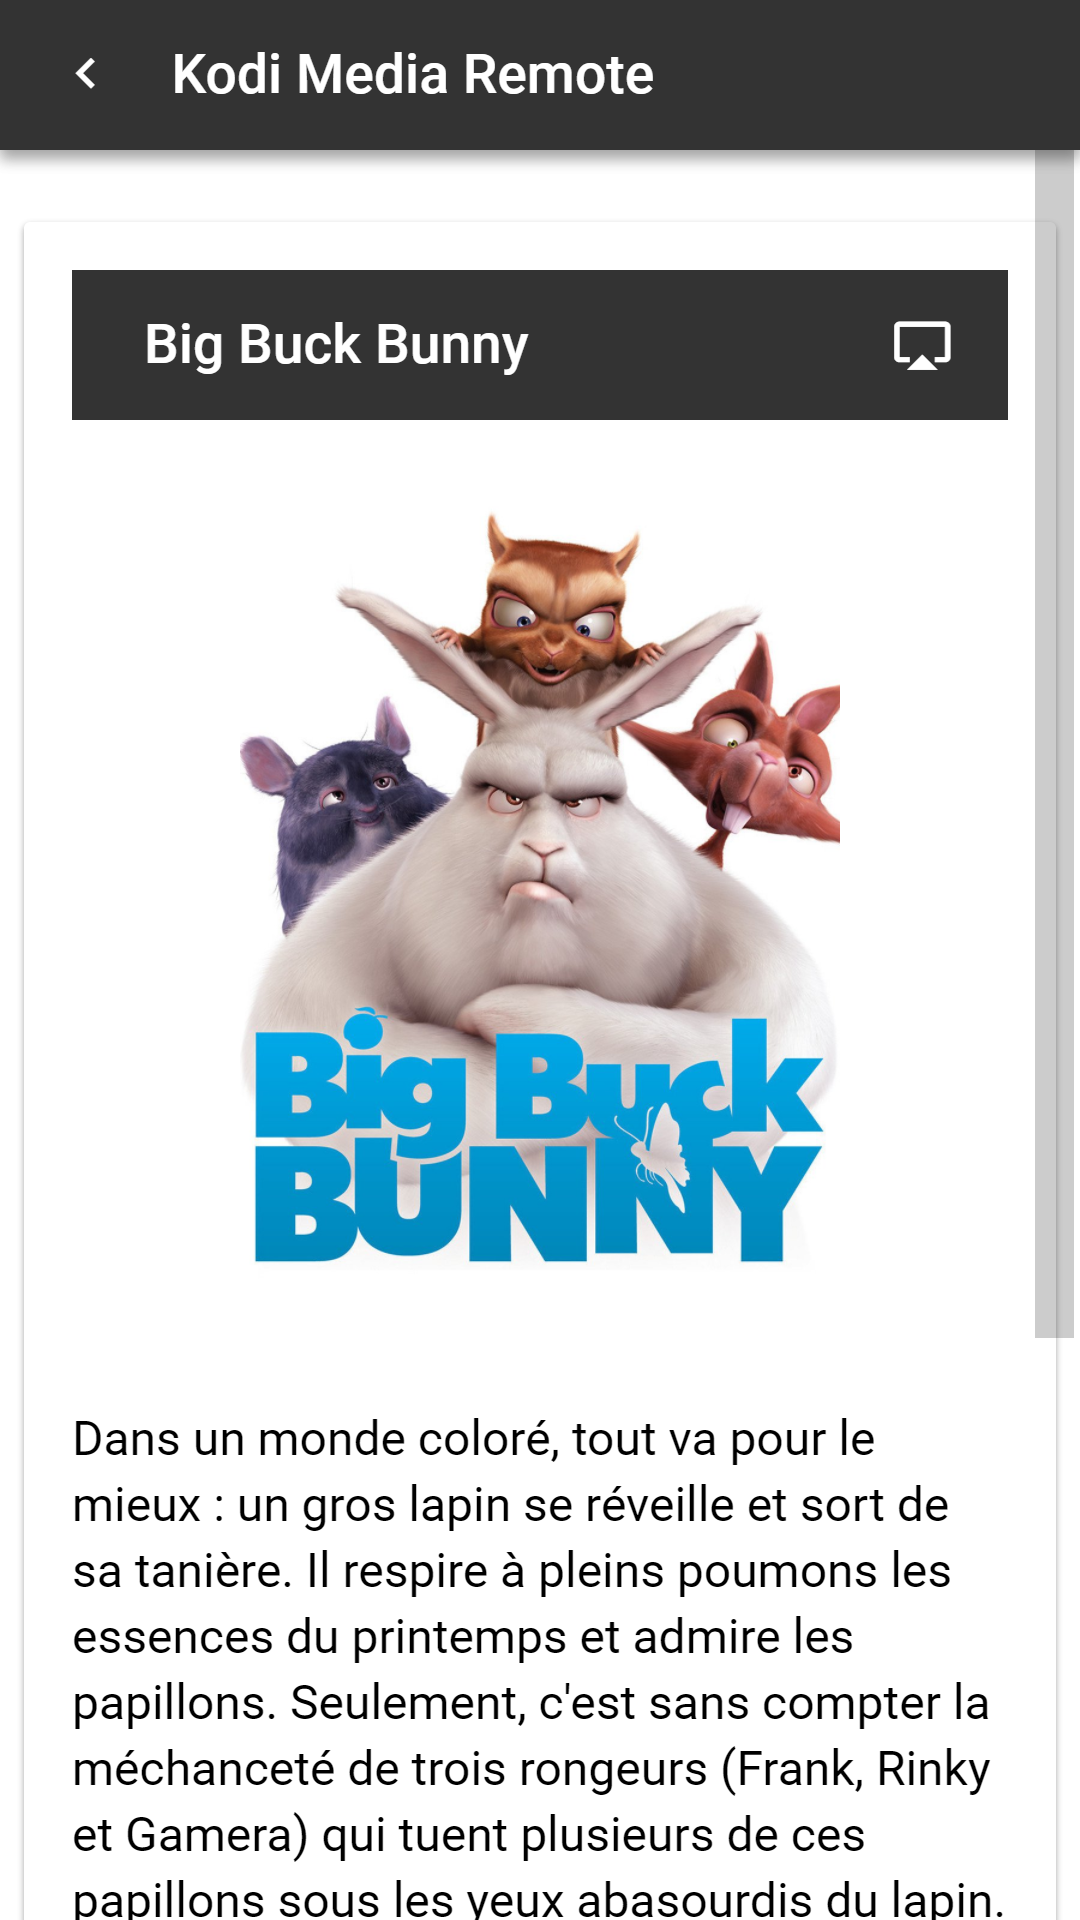 Kodi Media Remote
Big Buck Bunny
Big Buck
BUNNY
Dans un monde coloré, tout va pour le
mieux : un gros lapin se réveille et sort de
sa tanière. Il respire à pleins poumons les
essences du printemps et admire les
papillons. Seulement, c'est sans compter la
méchanceté de trois rongeurs (Frank, Rinky
et Gamera) qui tuent plusieurs de ces
papillons sous les yeux abasourdis du lapin.